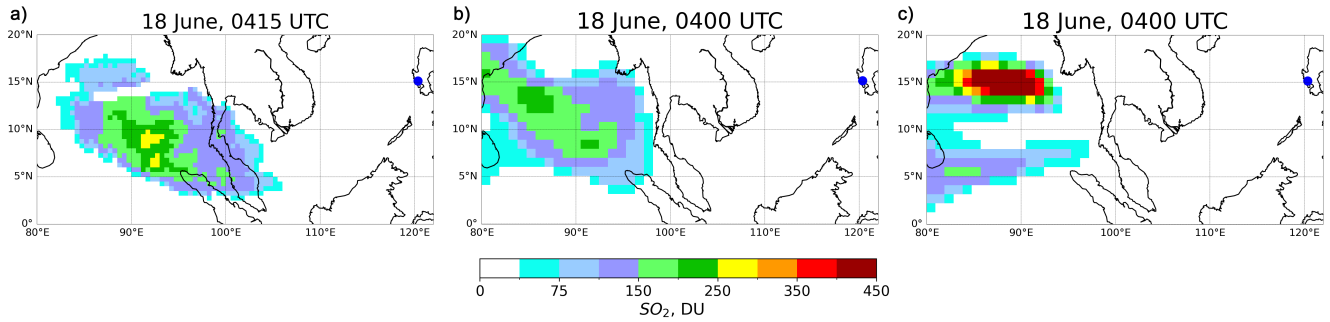 a) 18 June, 0415 UTC
20°N
15°N
10°N
5°N
0°
80°E 90°E 100°E 110°E 120°E
b) 18 June, 0400 UTC
20°N
15°N
10°N
5°N
0°
80°E 90°E 100°E 110°E 120°E
c) 18 June, 0400 UTC
20°N
15°N
10°N
5°N
0°
80°E 90°E 100°E 110°E 120°E
0 75 150 250 350 450
SO₂, DU